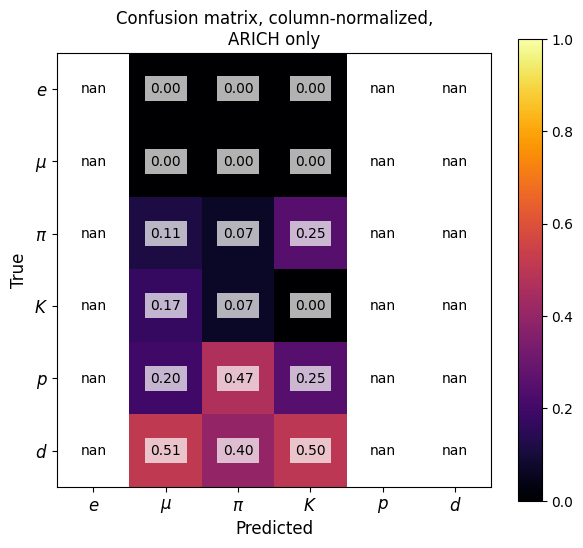 Confusion matrix, column-normalized,
ARICH only
e nan 0.00 0.00 0.00 nan nan
μ nan 0.00 0.00 0.00 nan nan
π nan 0.11 0.07 0.25 nan nan
K nan 0.17 0.07 0.00 nan nan
p nan 0.20 0.47 0.25 nan nan
d nan 0.51 0.40 0.50 nan nan
e μ π K p d
Predicted
True
1.0
0.8
0.6
0.4
0.2
0.0